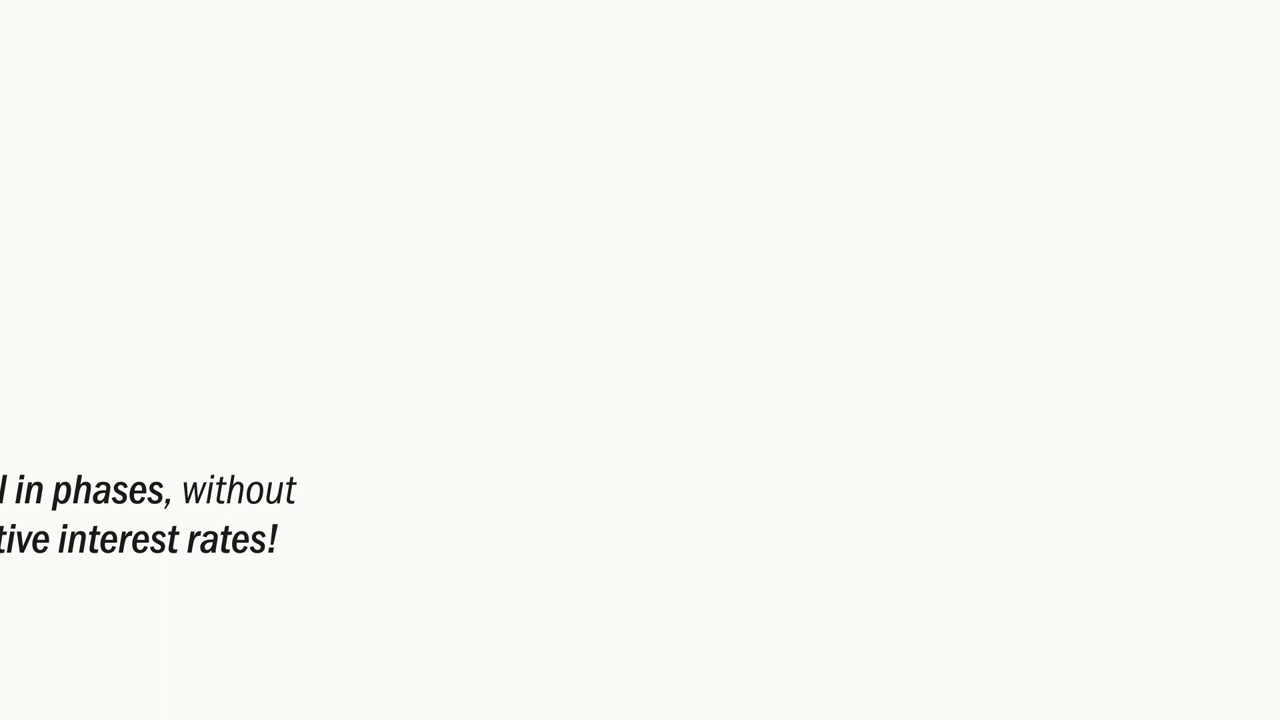 in phases, without
interest rates!